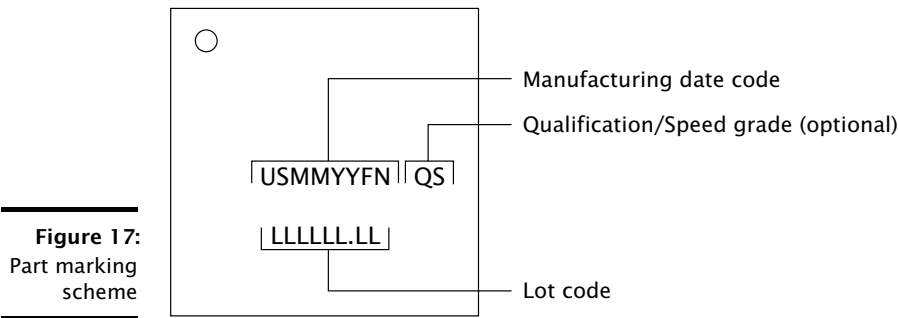 Manufacturing date code
Qualification/Speed grade (optional)
USMMYYFN QS
LLLLLL.LL
Lot code
Figure 17:
Part marking
scheme